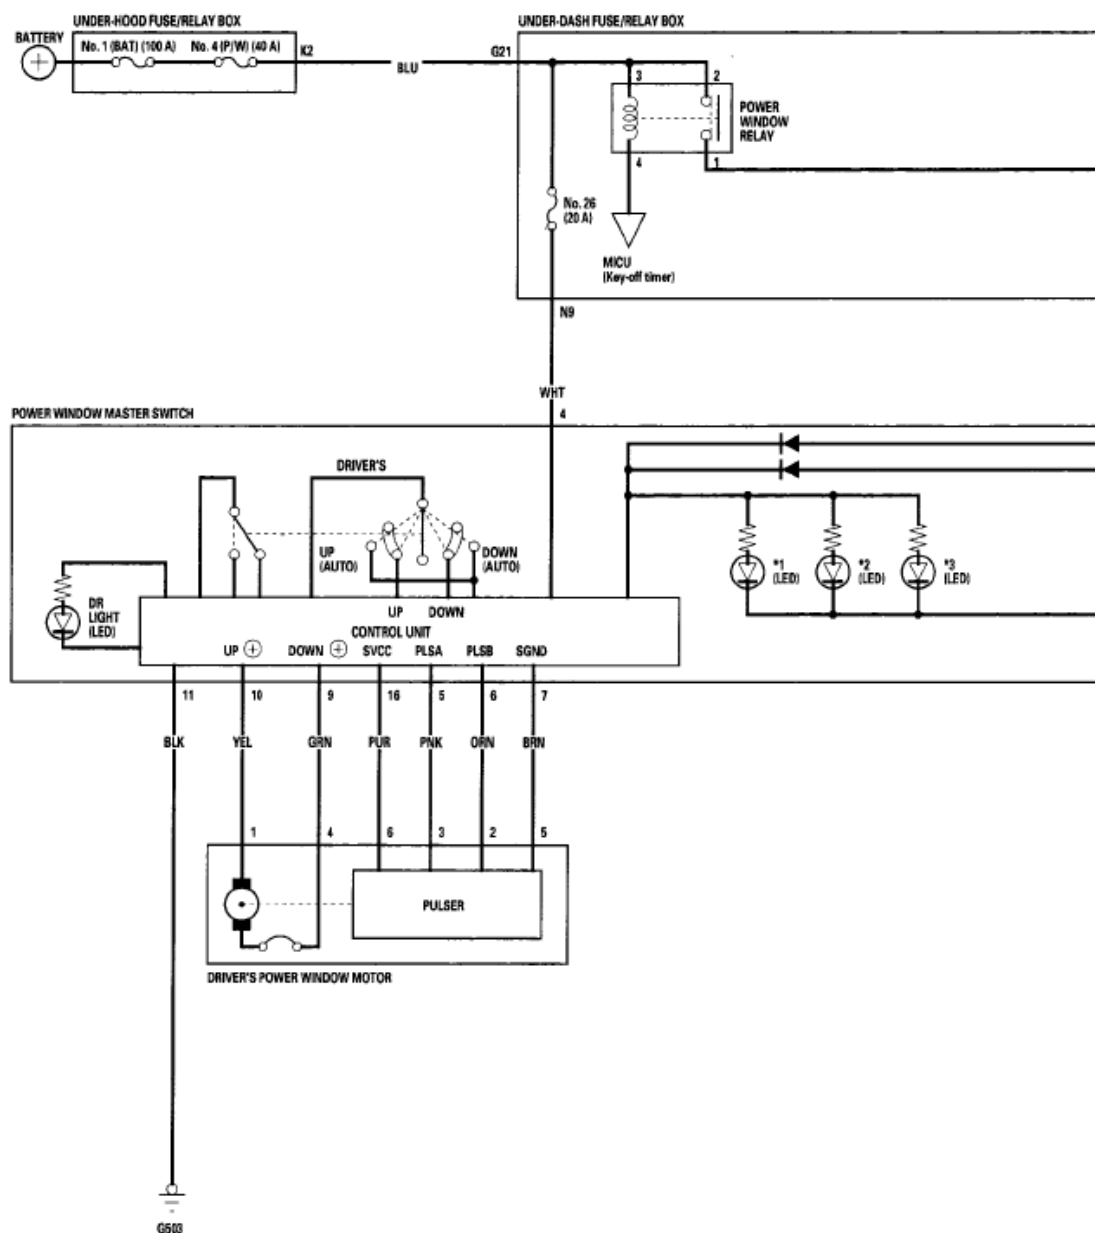 UNDER-HOOD FUSE/RELAY BOX
UNDER-DASH FUSE/RELAY BOX
BATTERY
No. 1 (BAT) (100 A)
No. 4 (P/W) (40 A)
K2
BLU
G21
3
2
POWER
WINDOW
RELAY
4
1
No. 26
(20 A)
MICU
(Key-off timer)
N9
WHT
4
POWER WINDOW MASTER SWITCH
DRIVER'S
UP
(AUTO)
DOWN
(AUTO)
*1
(LED)
*2
(LED)
*3
(LED)
DR
LIGHT
(LED)
UP
DOWN
CONTROL UNIT
UP
DOWN
SVCC
PLSA
PLSB
SGND
11
10
9
16
5
6
7
BLK
YEL
GRN
PUR
PNK
ORN
BRN
1
4
6
3
2
5
PULSER
DRIVER'S POWER WINDOW MOTOR
G503